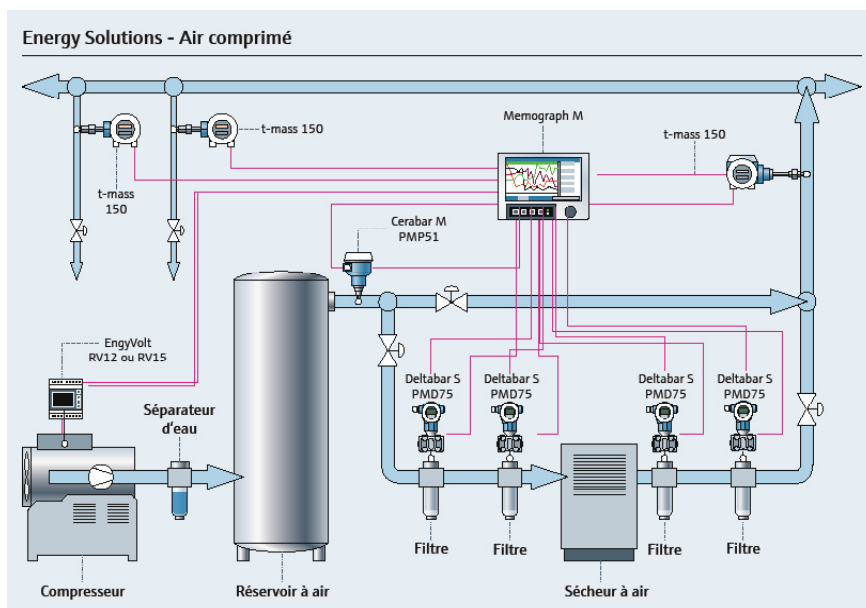 Energy Solutions - Air comprimé
Memograph M
t-mass 150
t-mass 150
t-mass
150
Cerabar M
PMP51
EngyVolt
RV12 ou RV15
Séparateur
d'eau
Deltabar S
PMD75
Deltabar S
PMD75
Deltabar S
PMD75
Deltabar S
PMD75
Filtre
Filtre
Filtre
Filtre
Compresseur
Réservoir à air
Sécheur à air